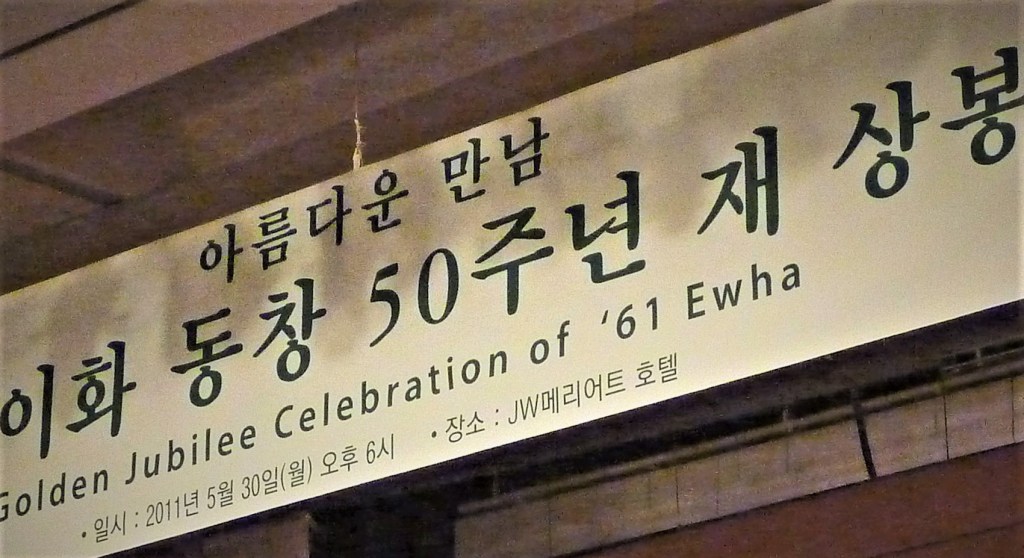 아름다운 만남
이화 동창 50주년 재 상봉
Golden Jubilee Celebration of '61 Ewha
· 일시 : 2011년 5월 30일(월) 오후 6시 · 장소 : JW메리어트 호텔